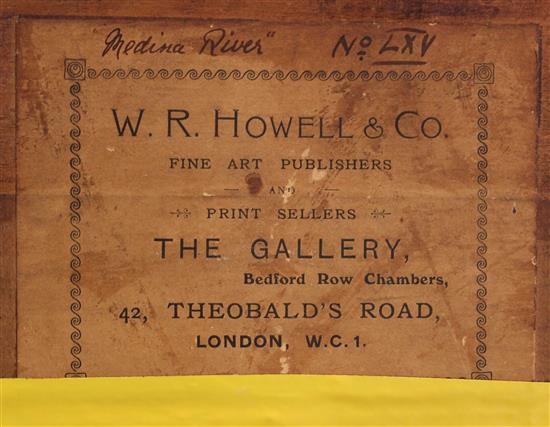 "Medina River" No LXV
W. R. HOWELL & CO.
FINE ART PUBLISHERS
AND
PRINT SELLERS
THE GALLERY,
Bedford Row Chambers,
42, THEOBALD'S ROAD,
LONDON, W.C.1.